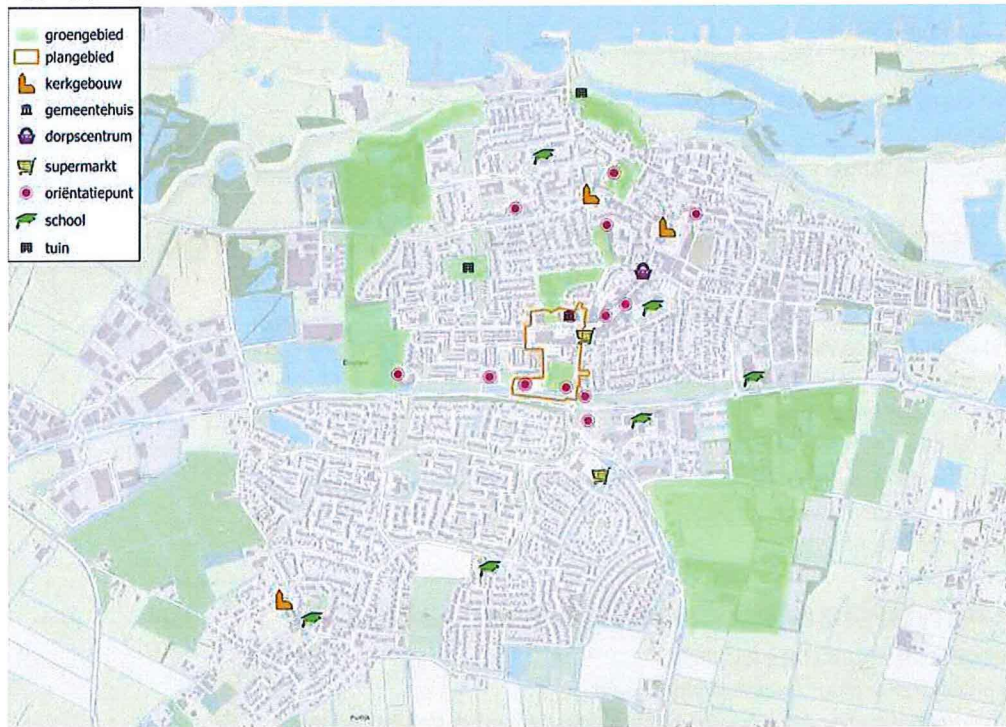 groengebied
plangebied
kerkgebouw
gemeentehuis
dorpscentrum
supermarkt
oriëntatiepunt
school
tuin